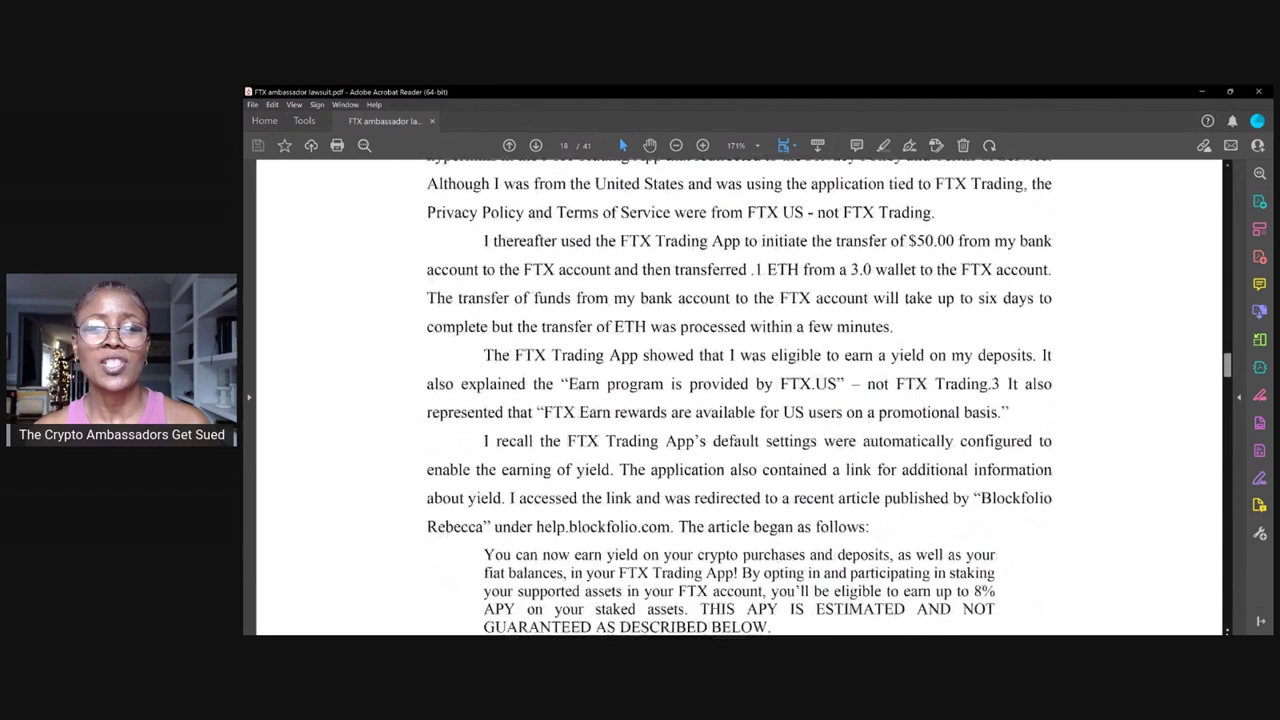 FTX ambassador lawsuit.pdf - Adobe Acrobat Reader (64-bit)
File Edit View Sign Window Help
Home Tools FTX ambassador la... ×
18 / 41 171%
Although I was from the United States and was using the application tied to FTX Trading, the
Privacy Policy and Terms of Service were from FTX US - not FTX Trading.
I thereafter used the FTX Trading App to initiate the transfer of $50.00 from my bank
account to the FTX account and then transferred .1 ETH from a 3.0 wallet to the FTX account.
The transfer of funds from my bank account to the FTX account will take up to six days to
complete but the transfer of ETH was processed within a few minutes.
The FTX Trading App showed that I was eligible to earn a yield on my deposits. It
also explained the “Earn program is provided by FTX.US” – not FTX Trading.3 It also
represented that “FTX Earn rewards are available for US users on a promotional basis.”
I recall the FTX Trading App’s default settings were automatically configured to
enable the earning of yield. The application also contained a link for additional information
about yield. I accessed the link and was redirected to a recent article published by “Blockfolio
Rebecca” under help.blockfolio.com. The article began as follows:
You can now earn yield on your crypto purchases and deposits, as well as your
fiat balances, in your FTX Trading App! By opting in and participating in staking
your supported assets in your FTX account, you’ll be eligible to earn up to 8%
APY on your staked assets. THIS APY IS ESTIMATED AND NOT
GUARANTEED AS DESCRIBED BELOW.
The Crypto Ambassadors Get Sued